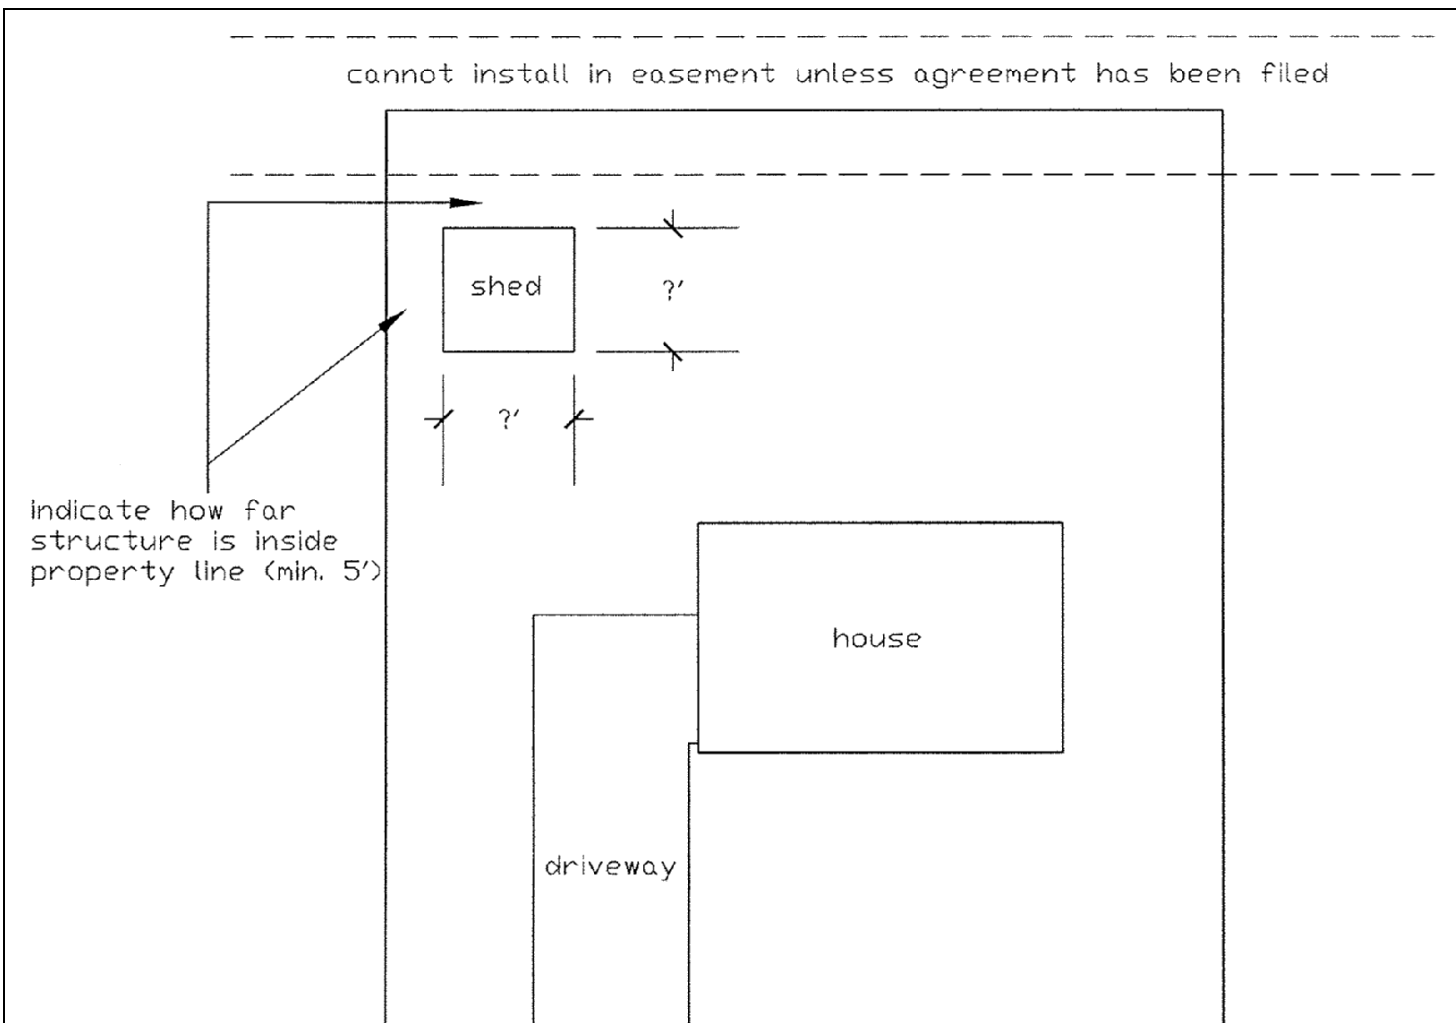 cannot install in easement unless agreement has been filed
shed
?'
?'
indicate how far
structure is inside
property line (min. 5')
house
driveway